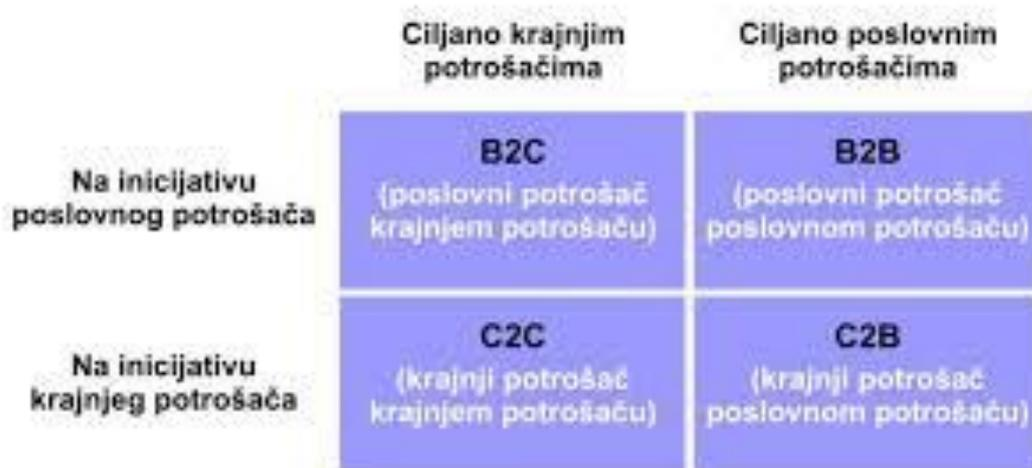 Ciljano krajnjim
potrošačima
Ciljano poslovnim
potrošačima
Na inicijativu
poslovnog potrošača
B2C
(poslovni potrošač
krajnjem potrošaču)
B2B
(poslovni potrošač
poslovnom potrošaču)
Na inicijativu
krajnjeg potrošača
C2C
(krajnji potrošač
krajnjem potrošaču)
C2B
(krajnji potrošač
poslovnom potrošaču)